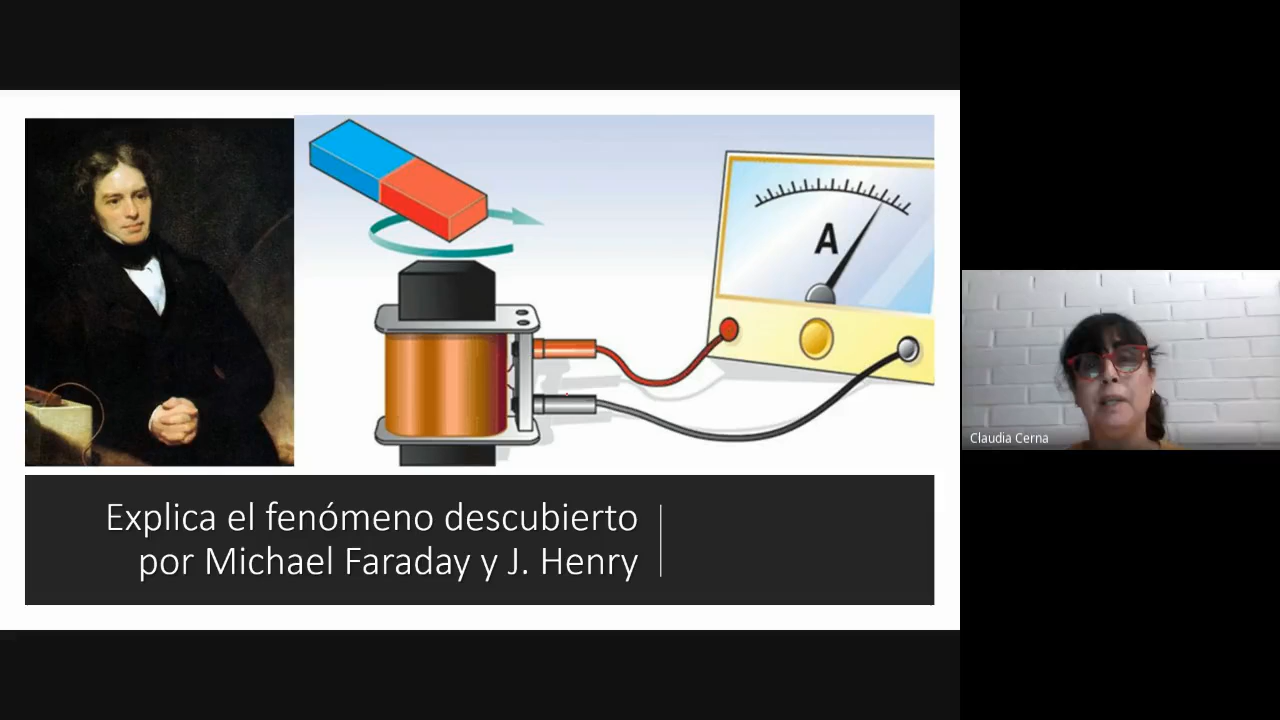 A
Explica el fenómeno descubierto
por Michael Faraday y J. Henry
Claudia Cerna